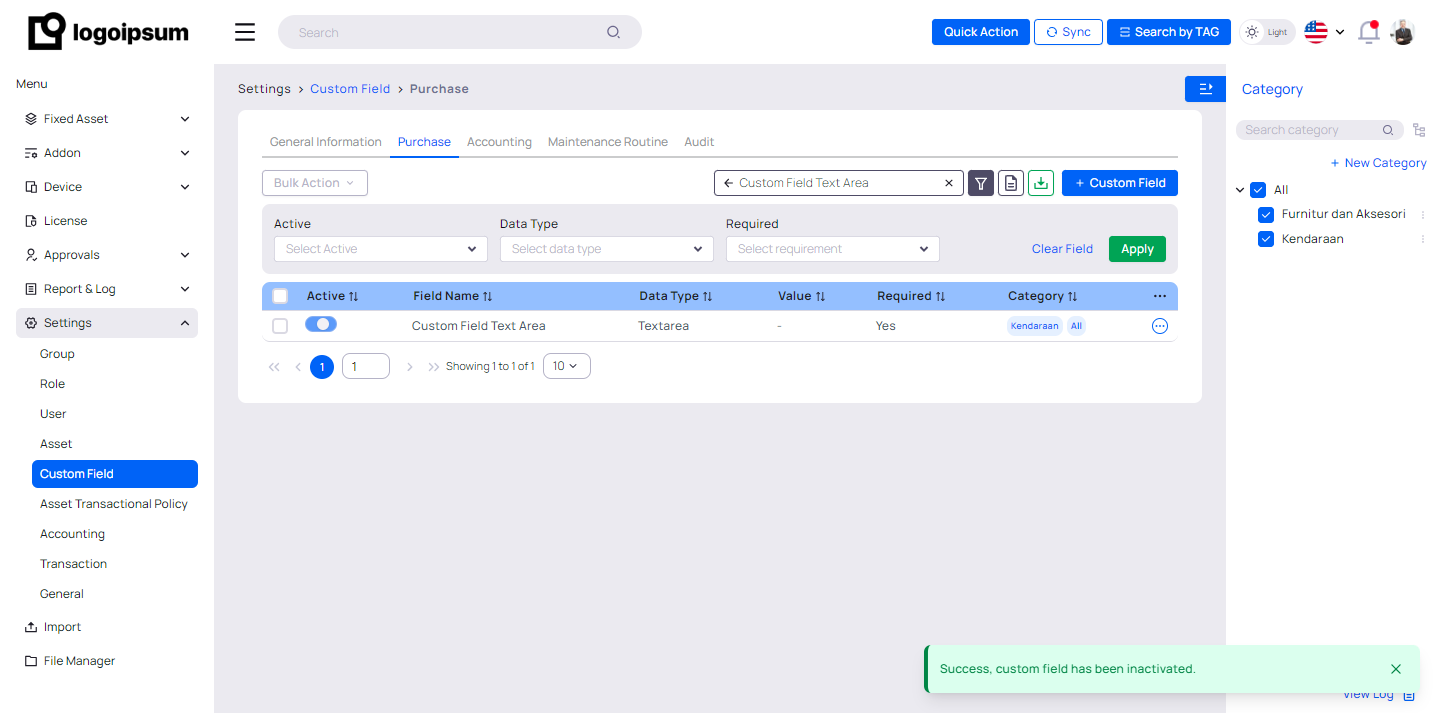 logoipsum
Search
Quick Action
Sync
Search by TAG
Light
Menu
Fixed Asset
Addon
Device
License
Approvals
Report & Log
Settings
Group
Role
User
Asset
Custom Field
Asset Transactional Policy
Accounting
Transaction
General
Import
File Manager
Settings > Custom Field > Purchase
General Information Purchase Accounting Maintenance Routine Audit
Bulk Action
Custom Field Text Area
+ Custom Field
Active Data Type Required
Select Active Select data type Select requirement Clear Field Apply
Active Field Name Data Type Value Required Category
Custom Field Text Area Textarea - Yes Kendaraan All
1 1 Showing 1 to 1 of 1 10
Category
Search category
+ New Category
All
Furnitur dan Aksesori
Kendaraan
Success, custom field has been inactivated.
View Log